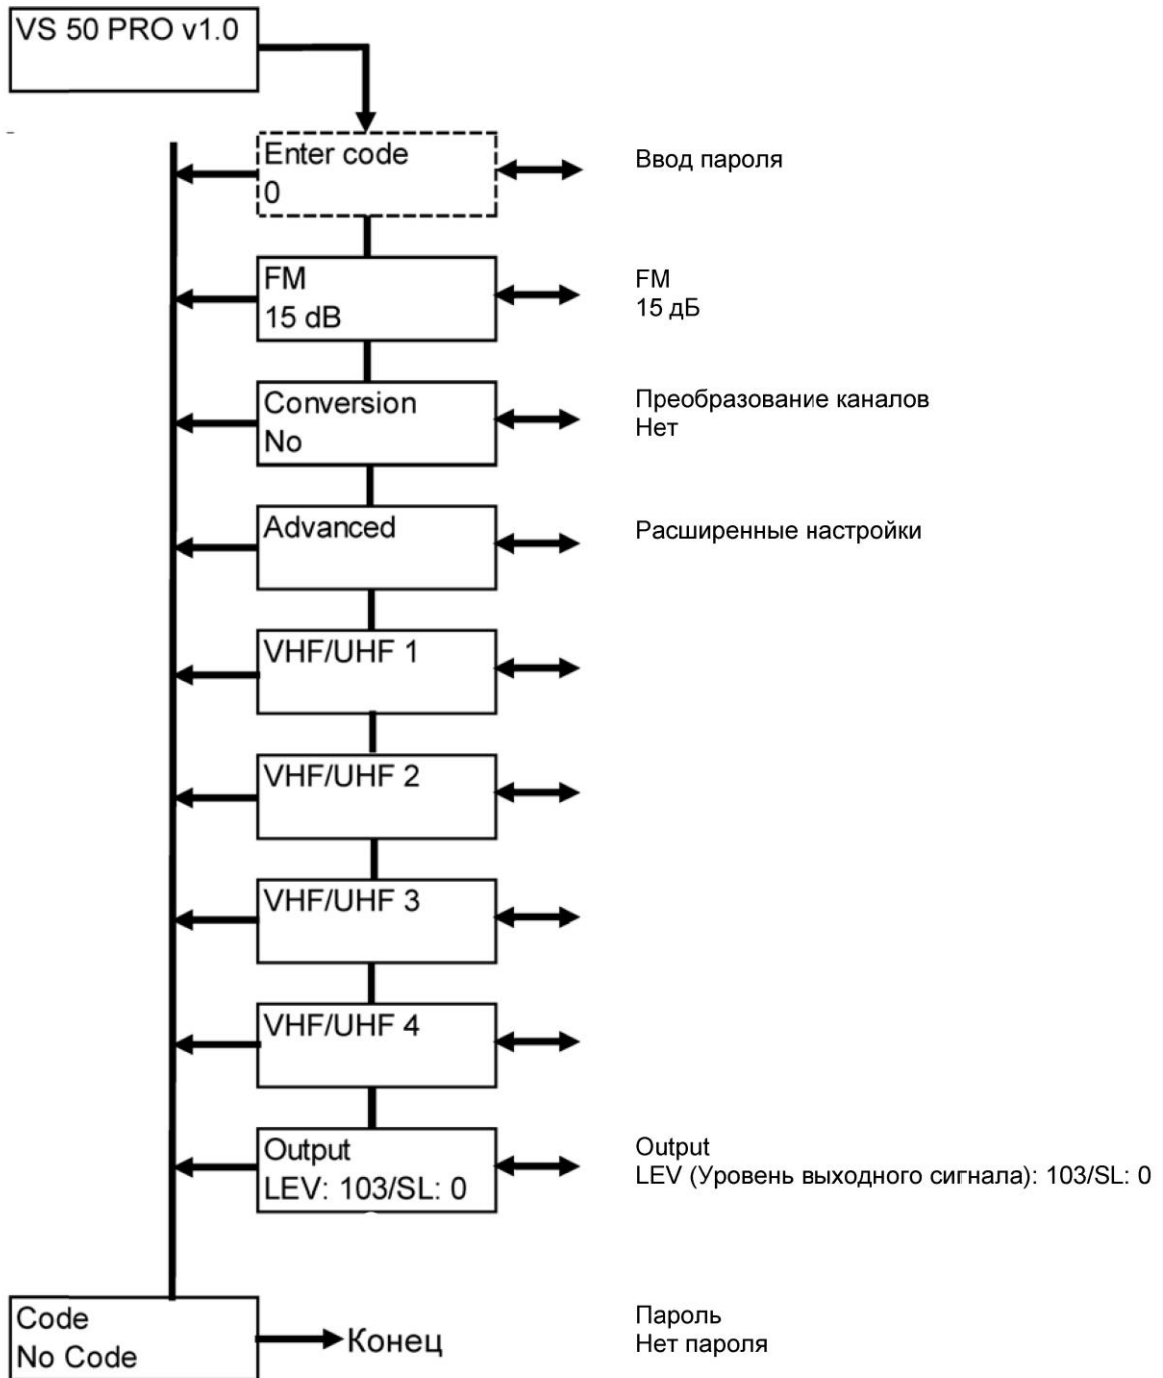 VS 50 PRO v1.0
Enter code
0
Ввод пароля
FM
15 dB
FM
15 дБ
Conversion
No
Преобразование каналов
Нет
Advanced
Расширенные настройки
VHF/UHF 1
VHF/UHF 2
VHF/UHF 3
VHF/UHF 4
Output
LEV: 103/SL: 0
Output
LEV (Уровень выходного сигнала): 103/SL: 0
Code
No Code
Конец
Пароль
Нет пароля